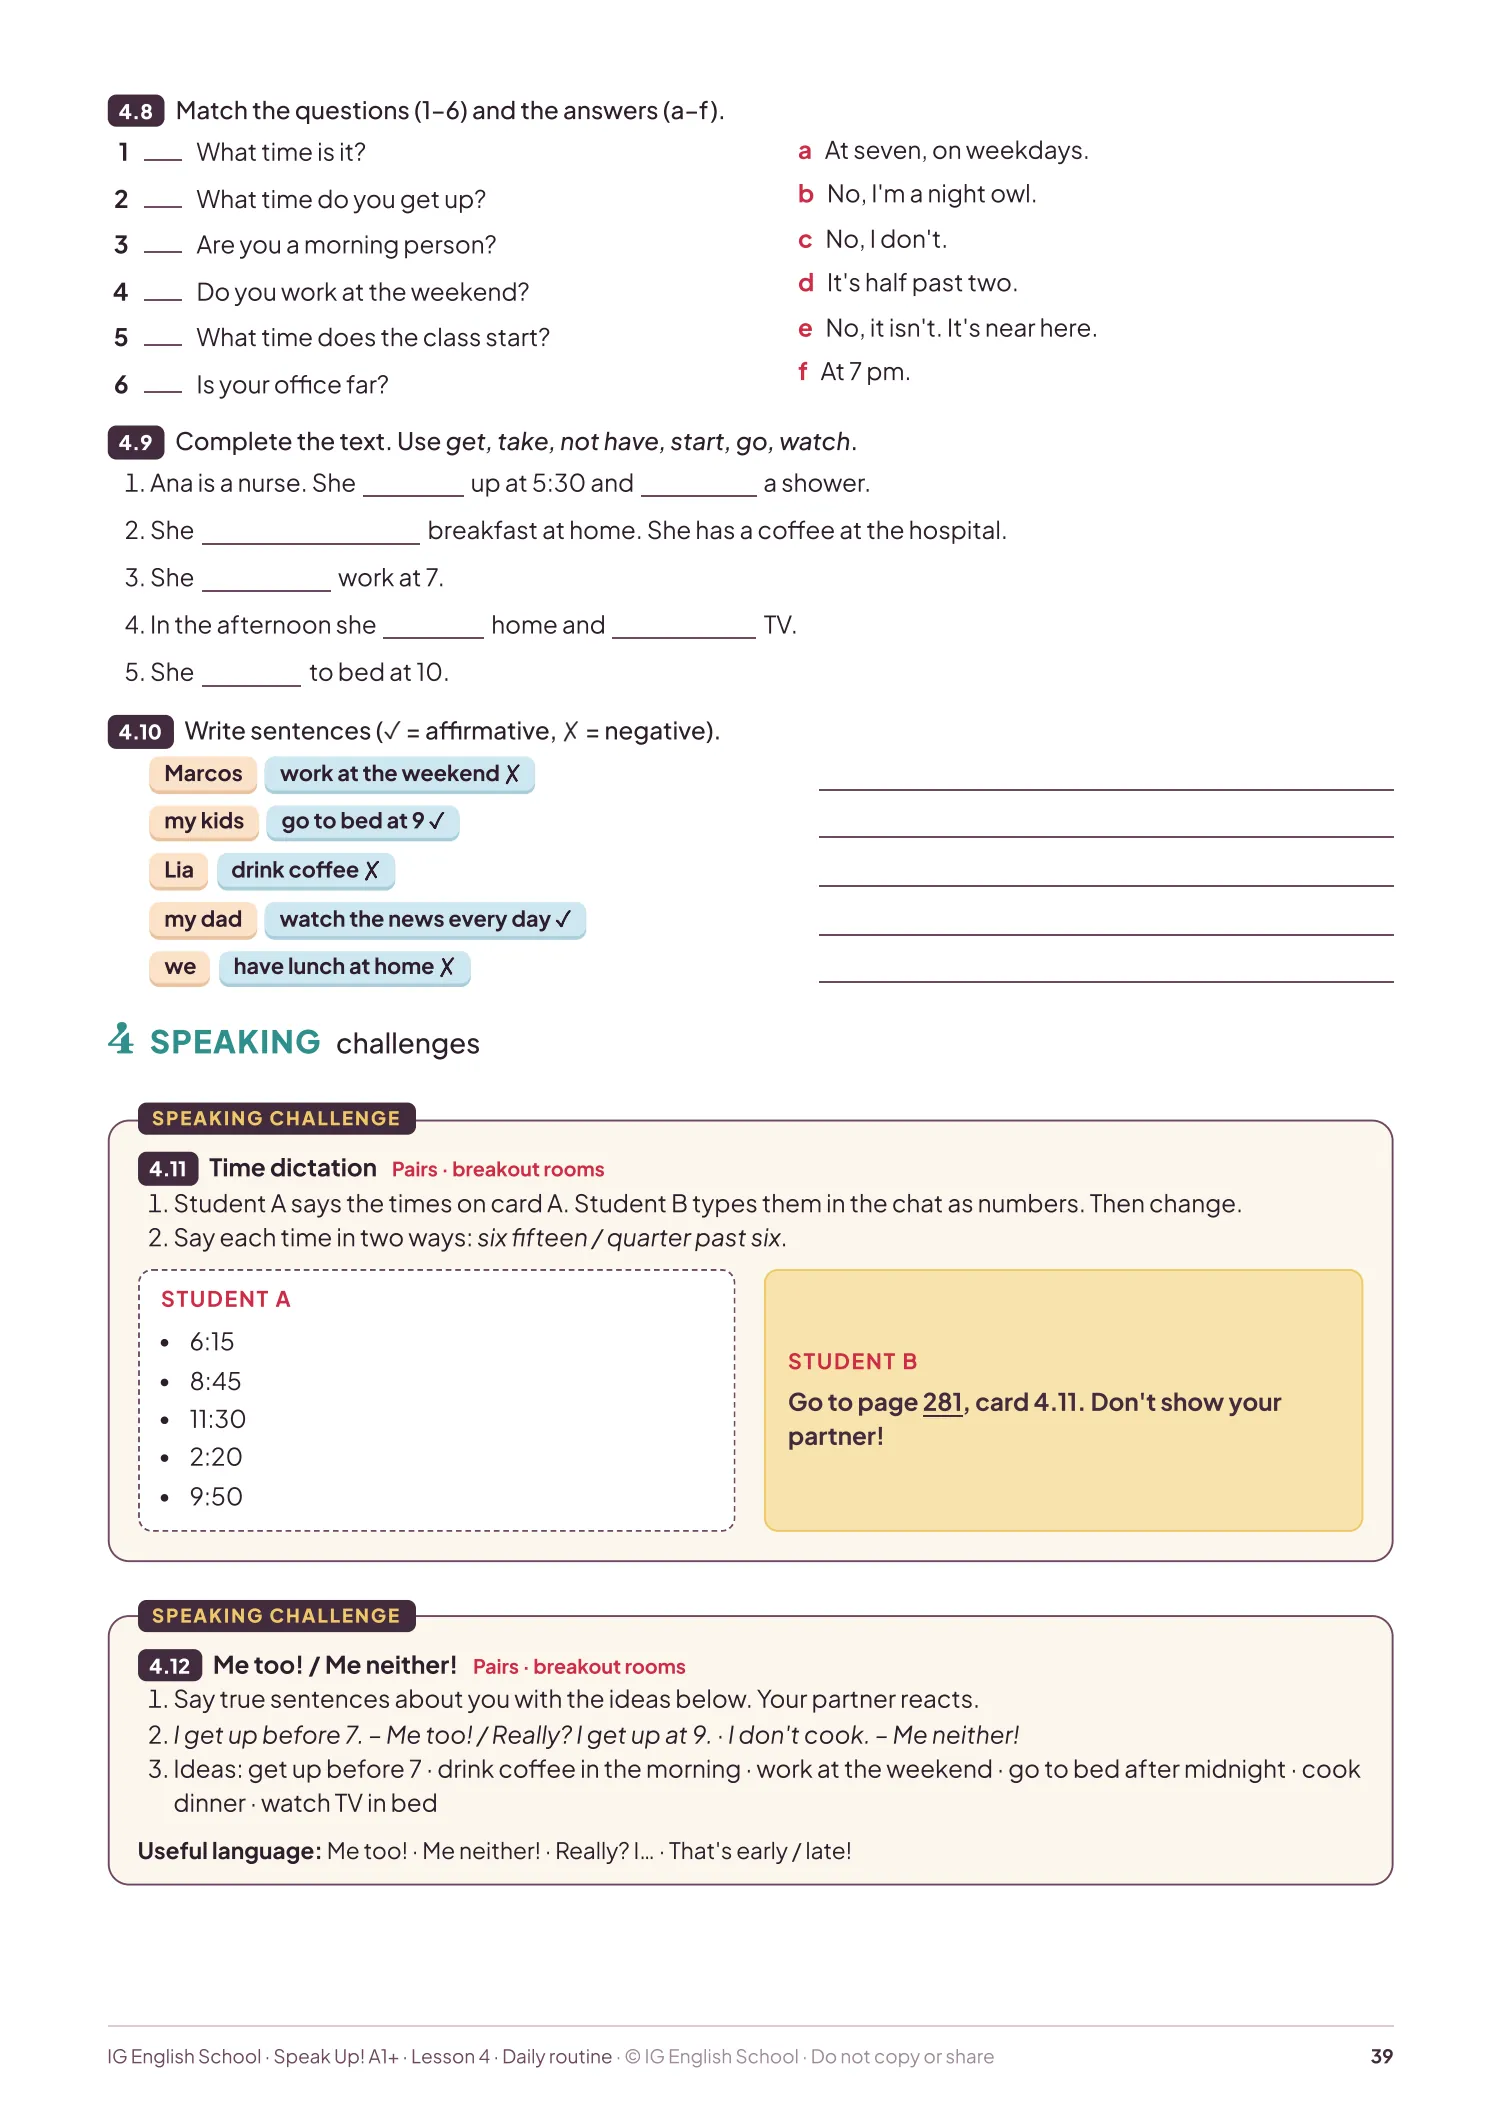 4.8 Match the questions (1–6) and the answers (a–f).
1 ___ What time is it?
2 ___ What time do you get up?
3 ___ Are you a morning person?
4 ___ Do you work at the weekend?
5 ___ What time does the class start?
6 ___ Is your office far?
a At seven, on weekdays.
b No, I'm a night owl.
c No, I don't.
d It's half past two.
e No, it isn't. It's near here.
f At 7 pm.
4.9 Complete the text. Use get, take, not have, start, go, watch.
1. Ana is a nurse. She ________ up at 5:30 and _________ a shower.
2. She _________________ breakfast at home. She has a coffee at the hospital.
3. She __________ work at 7.
4. In the afternoon she ________ home and ___________ TV.
5. She ________ to bed at 10.
4.10 Write sentences (✓ = affirmative, ✗ = negative).
Marcos work at the weekend ✗
my kids go to bed at 9 ✓
Lia drink coffee ✗
my dad watch the news every day ✓
we have lunch at home ✗
4 SPEAKING challenges
SPEAKING CHALLENGE
4.11 Time dictation Pairs · breakout rooms
1. Student A says the times on card A. Student B types them in the chat as numbers. Then change.
2. Say each time in two ways: six fifteen / quarter past six.
STUDENT A
• 6:15
• 8:45
• 11:30
• 2:20
• 9:50
STUDENT B
Go to page 281, card 4.11. Don't show your
partner!
SPEAKING CHALLENGE
4.12 Me too! / Me neither! Pairs · breakout rooms
1. Say true sentences about you with the ideas below. Your partner reacts.
2. I get up before 7. – Me too! / Really? I get up at 9. · I don't cook. – Me neither!
3. Ideas: get up before 7 · drink coffee in the morning · work at the weekend · go to bed after midnight · cook
dinner · watch TV in bed
Useful language: Me too! · Me neither! · Really? I… · That's early / late!
IG English School · Speak Up! A1+ · Lesson 4 · Daily routine · © IG English School · Do not copy or share
39